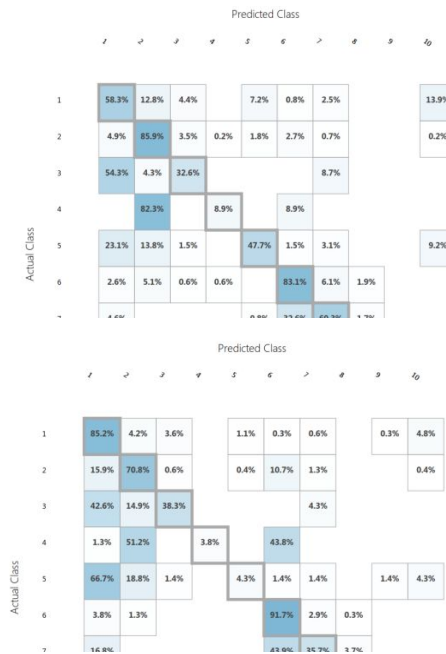 Predicted Class
1 2 3 4 5 6 7 8 9 10
1 58.3% 12.8% 4.4% 7.2% 0.8% 2.5% 13.9%
2 4.9% 85.9% 3.5% 0.2% 1.8% 2.7% 0.7% 0.2%
3 54.3% 4.3% 32.6% 8.7%
4 82.3% 8.9% 8.9%
5 23.1% 13.8% 1.5% 47.7% 1.5% 3.1% 9.2%
6 2.6% 5.1% 0.6% 0.6% 83.1% 6.1% 1.9%
Actual Class
Predicted Class
1 2 3 4 5 6 7 8 9 10
1 85.2% 4.2% 3.6% 1.1% 0.3% 0.6% 0.3% 4.8%
2 15.9% 70.8% 0.6% 0.4% 10.7% 1.3% 0.4%
3 42.6% 14.9% 38.3% 4.3%
4 1.3% 51.2% 3.8% 43.8%
5 66.7% 18.8% 1.4% 4.3% 1.4% 1.4% 1.4% 4.3%
6 3.8% 1.3% 91.7% 2.9% 0.3%
7 16.8% 43.9% 35.7% 3.7%
Actual Class